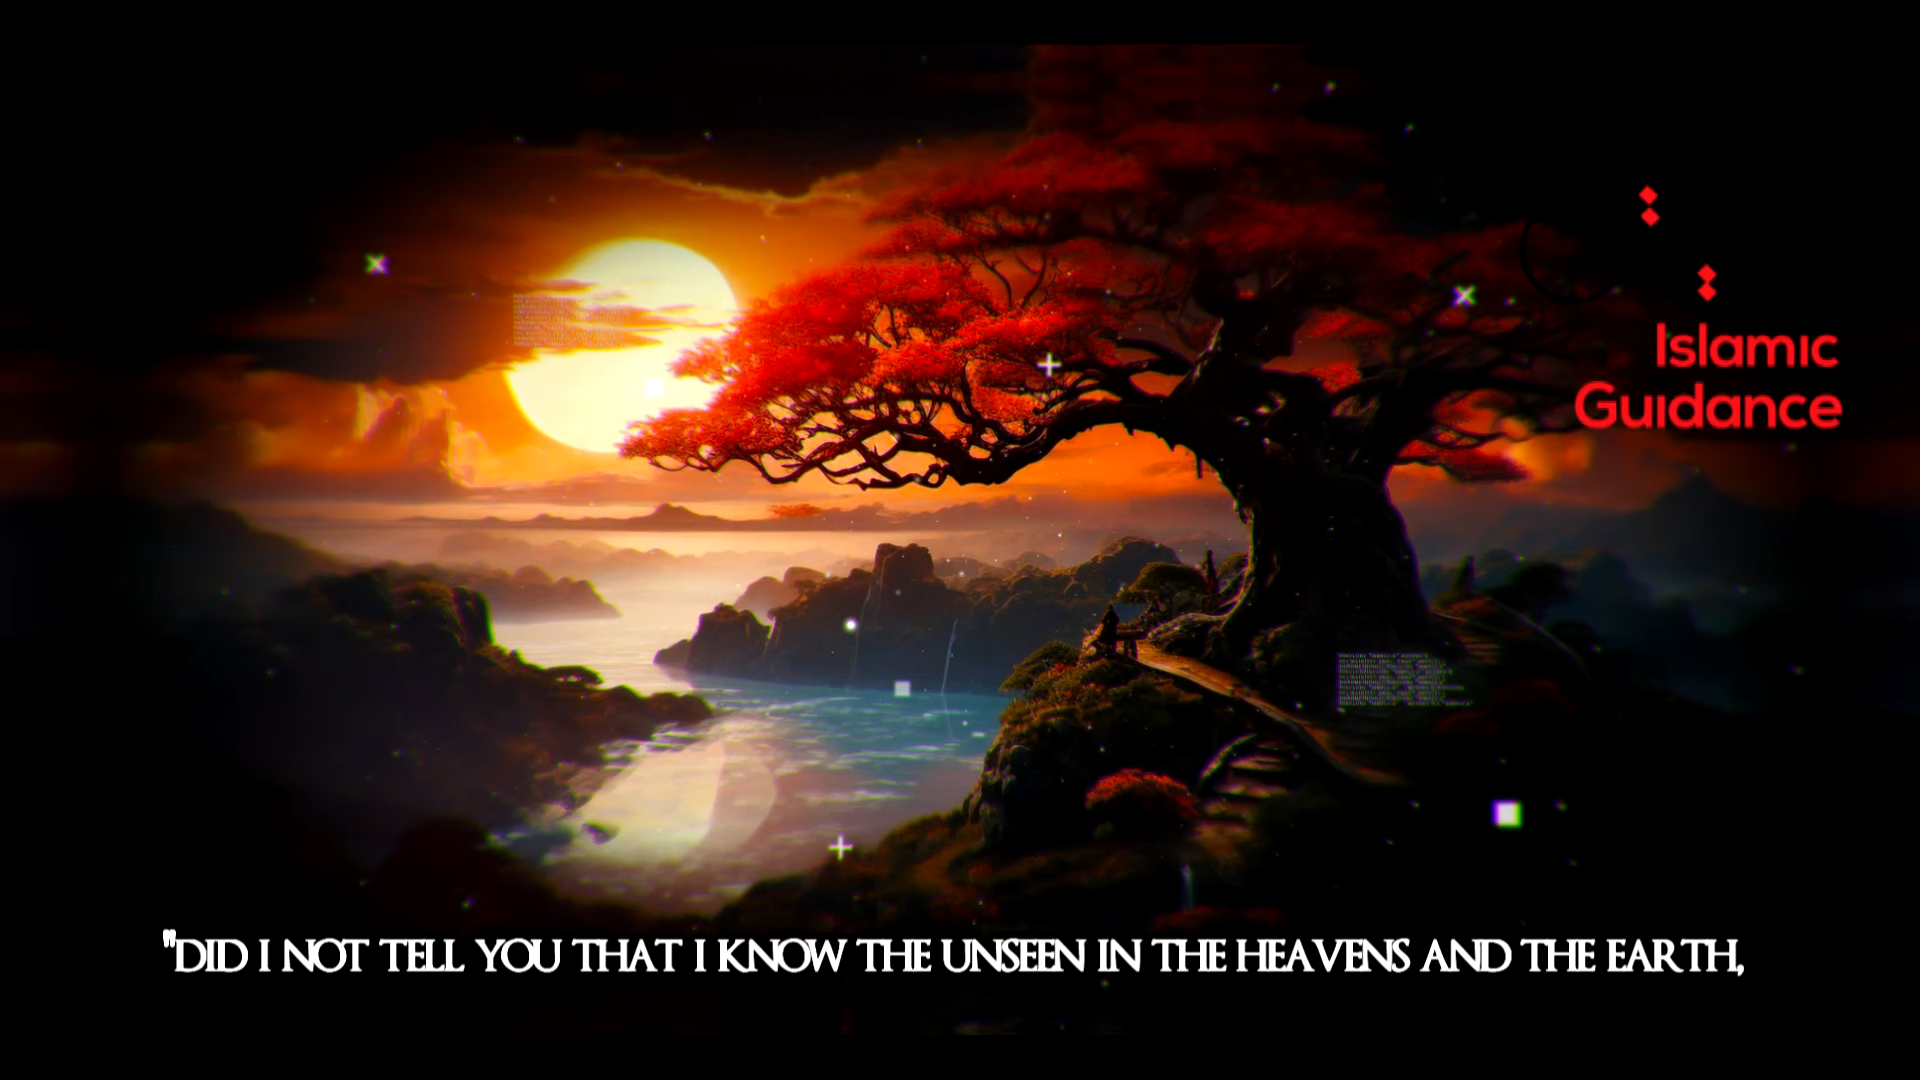 Islamic
Guidance
"DID I NOT TELL YOU THAT I KNOW THE UNSEEN IN THE HEAVENS AND THE EARTH,